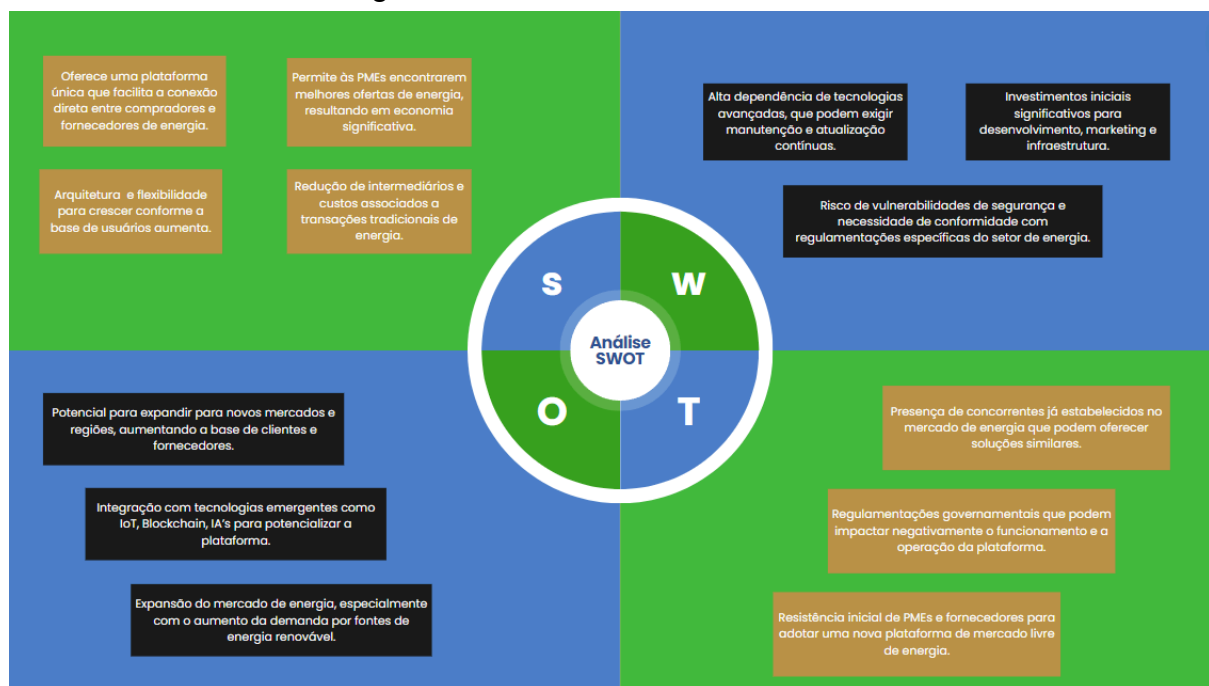 Oferece uma plataforma
única que facilita a conexão
direta entre compradores e
fornecedores de energia.
Permite às PMEs encontrarem
melhores ofertas de energia,
resultando em economia
significativa.
Arquitetura e flexibilidade
para crescer conforme a
base de usuários aumenta.
Redução de intermediários e
custos associados a
transações tradicionais de
energia.
Alta dependência de tecnologias
avançadas, que podem exigir
manutenção e atualização
contínuas.
Investimentos iniciais
significativos para
desenvolvimento, marketing e
infraestrutura.
Risco de vulnerabilidades de segurança e
necessidade de conformidade com
regulamentações específicas do setor de energia.
S
W
Análise
SWOT
O
T
Potencial para expandir para novos mercados e
regiões, aumentando a base de clientes e
fornecedores.
Integração com tecnologias emergentes como
IoT, Blockchain, IA's para potencializar a
plataforma.
Expansão do mercado de energia, especialmente
com o aumento da demanda por fontes de
energia renovável.
Presença de concorrentes já estabelecidos no
mercado de energia que podem oferecer
soluções similares.
Regulamentações governamentais que podem
impactar negativamente o funcionamento e a
operação da plataforma.
Resistência inicial de PMEs e fornecedores para
adotar uma nova plataforma de mercado livre
de energia.